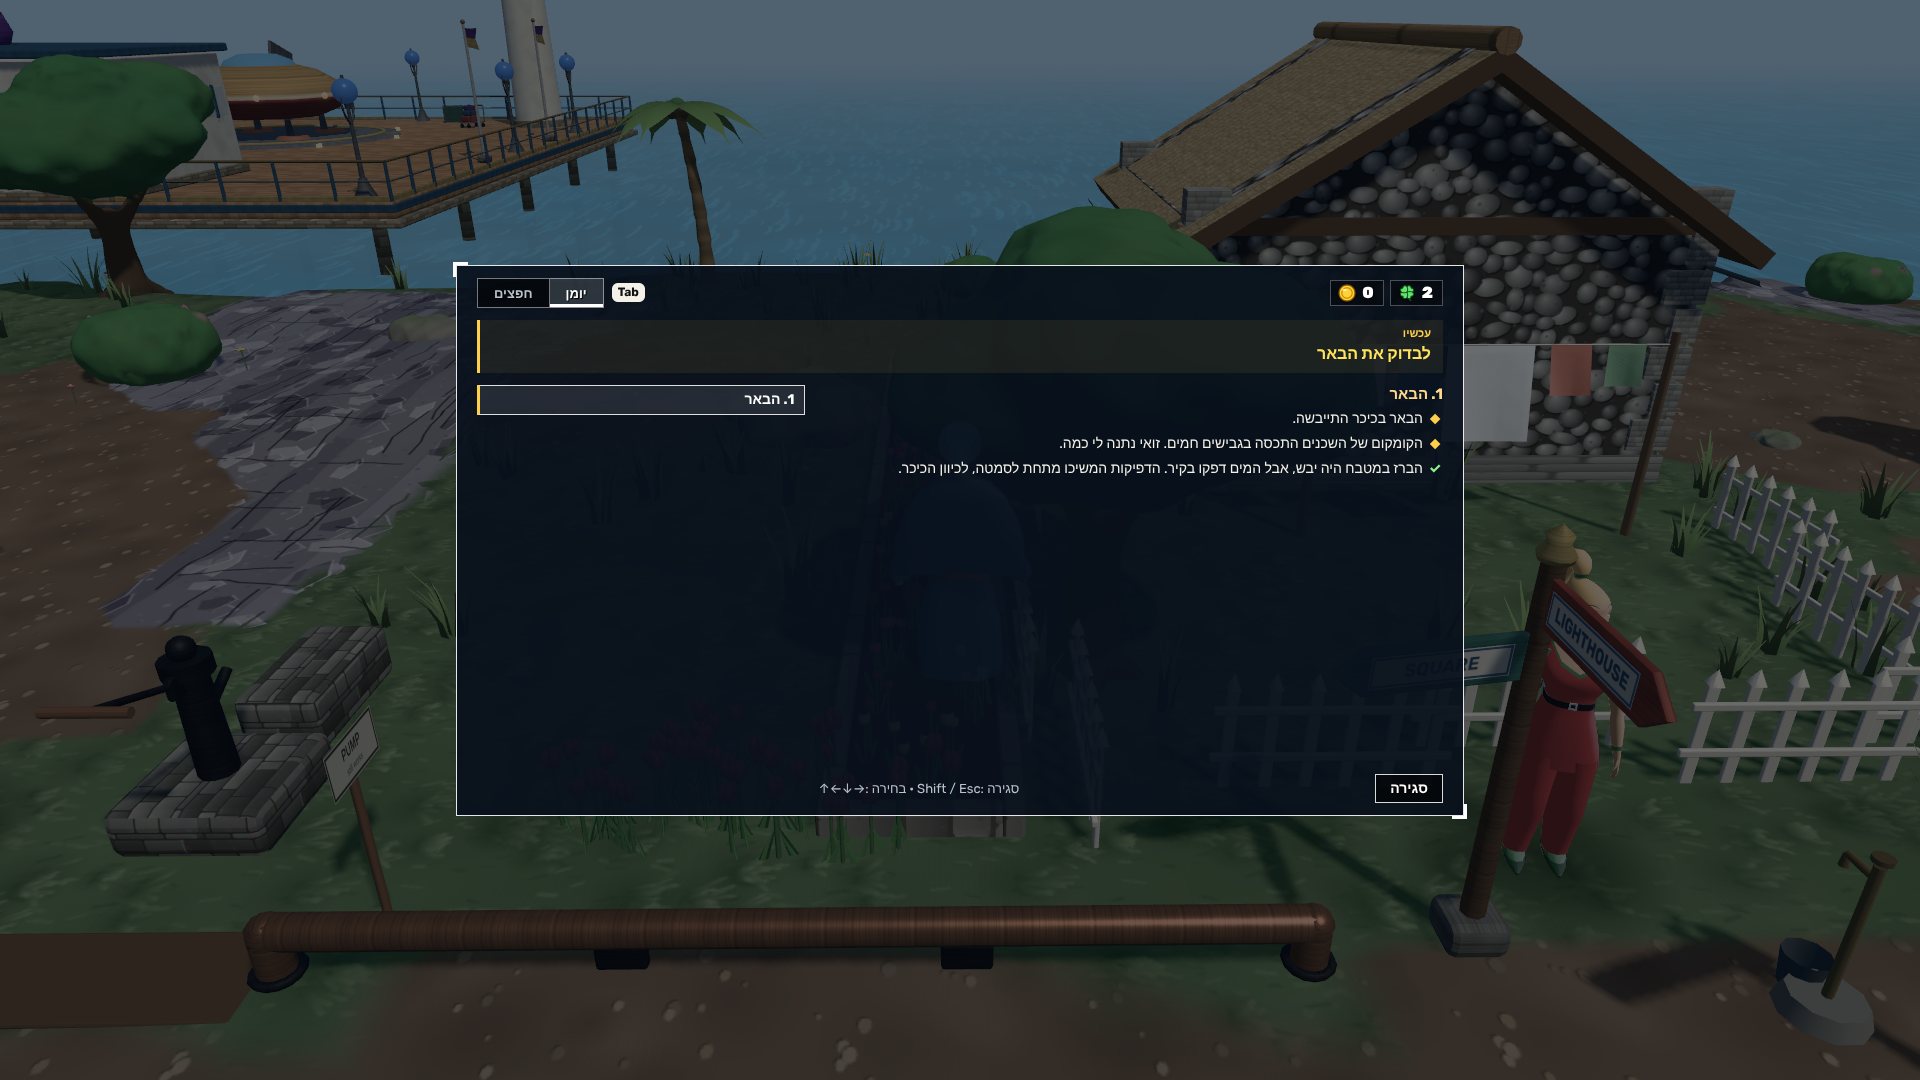 חפצים
יומן
Tab
0
2
עכשיו
לבדוק את הבאר
1. הבאר
1. הבאר
הבאר בכיכר התייבשה.
הקומקום של השכנים התכסה בגבישים חמים. זואי נתנה לי כמה.
הברז במטבח היה יבש, אבל המים דפקו בקיר. הדפיקות המשיכו מתחת לסמטה, לכיוון הכיכר.
LIGHTHOUSE
SQUARE
PUMP
סגירה: Shift / Esc • בחירה: →↓←↑
סגירה